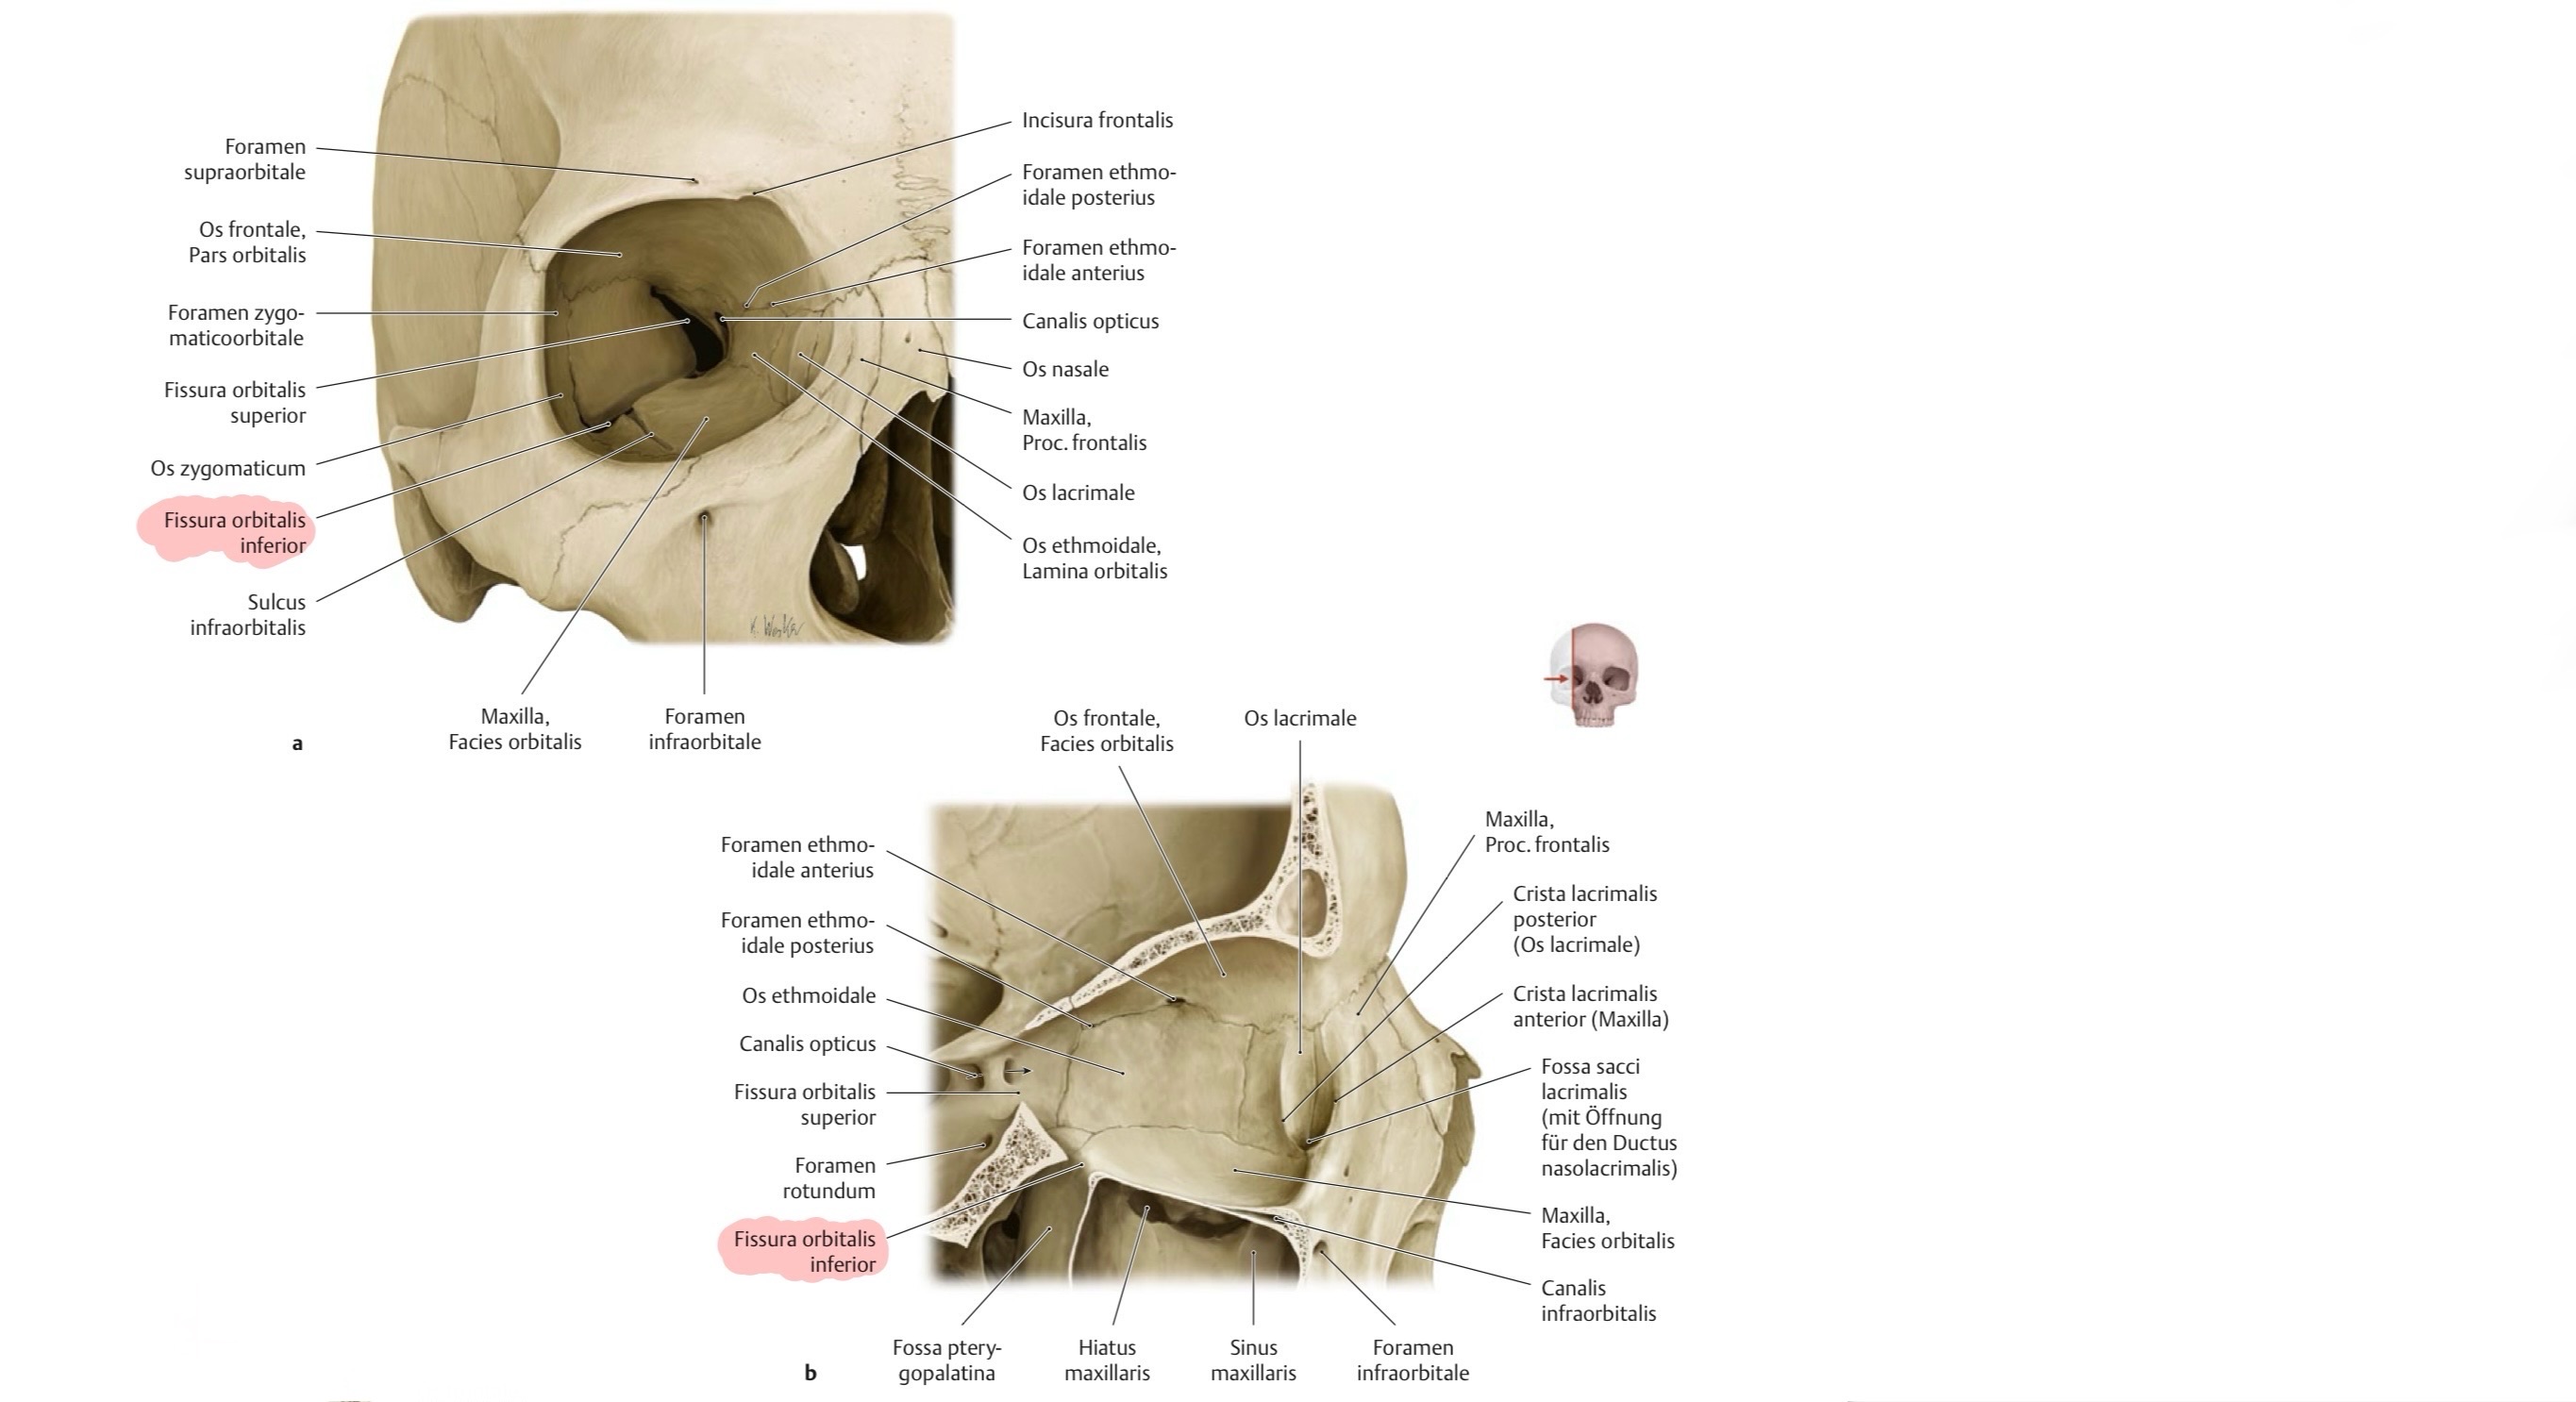 Foramen
supraorbitale
Os frontale,
Pars orbitalis
Foramen zygo-
maticoorbitale
Fissura orbitalis
superior
Os zygomaticum
Fissura orbitalis
inferior
Sulcus
infraorbitalis
Maxilla,
Facies orbitalis
Foramen
infraorbitale
Incisura frontalis
Foramen ethmo-
idale posterius
Foramen ethmo-
idale anterius
Canalis opticus
Os nasale
Maxilla,
Proc. frontalis
Os lacrimale
Os ethmoidale,
Lamina orbitalis
K. Wesker
a
Os frontale,
Facies orbitalis
Os lacrimale
Foramen ethmo-
idale anterius
Foramen ethmo-
idale posterius
Os ethmoidale
Canalis opticus
Fissura orbitalis
superior
Foramen
rotundum
Fissura orbitalis
inferior
Maxilla,
Proc. frontalis
Crista lacrimalis
posterior
(Os lacrimale)
Crista lacrimalis
anterior (Maxilla)
Fossa sacci
lacrimalis
(mit Öffnung
für den Ductus
nasolacrimalis)
Maxilla,
Facies orbitalis
Canalis
infraorbitalis
Fossa ptery-
gopalatina
Hiatus
maxillaris
Sinus
maxillaris
Foramen
infraorbitale
b